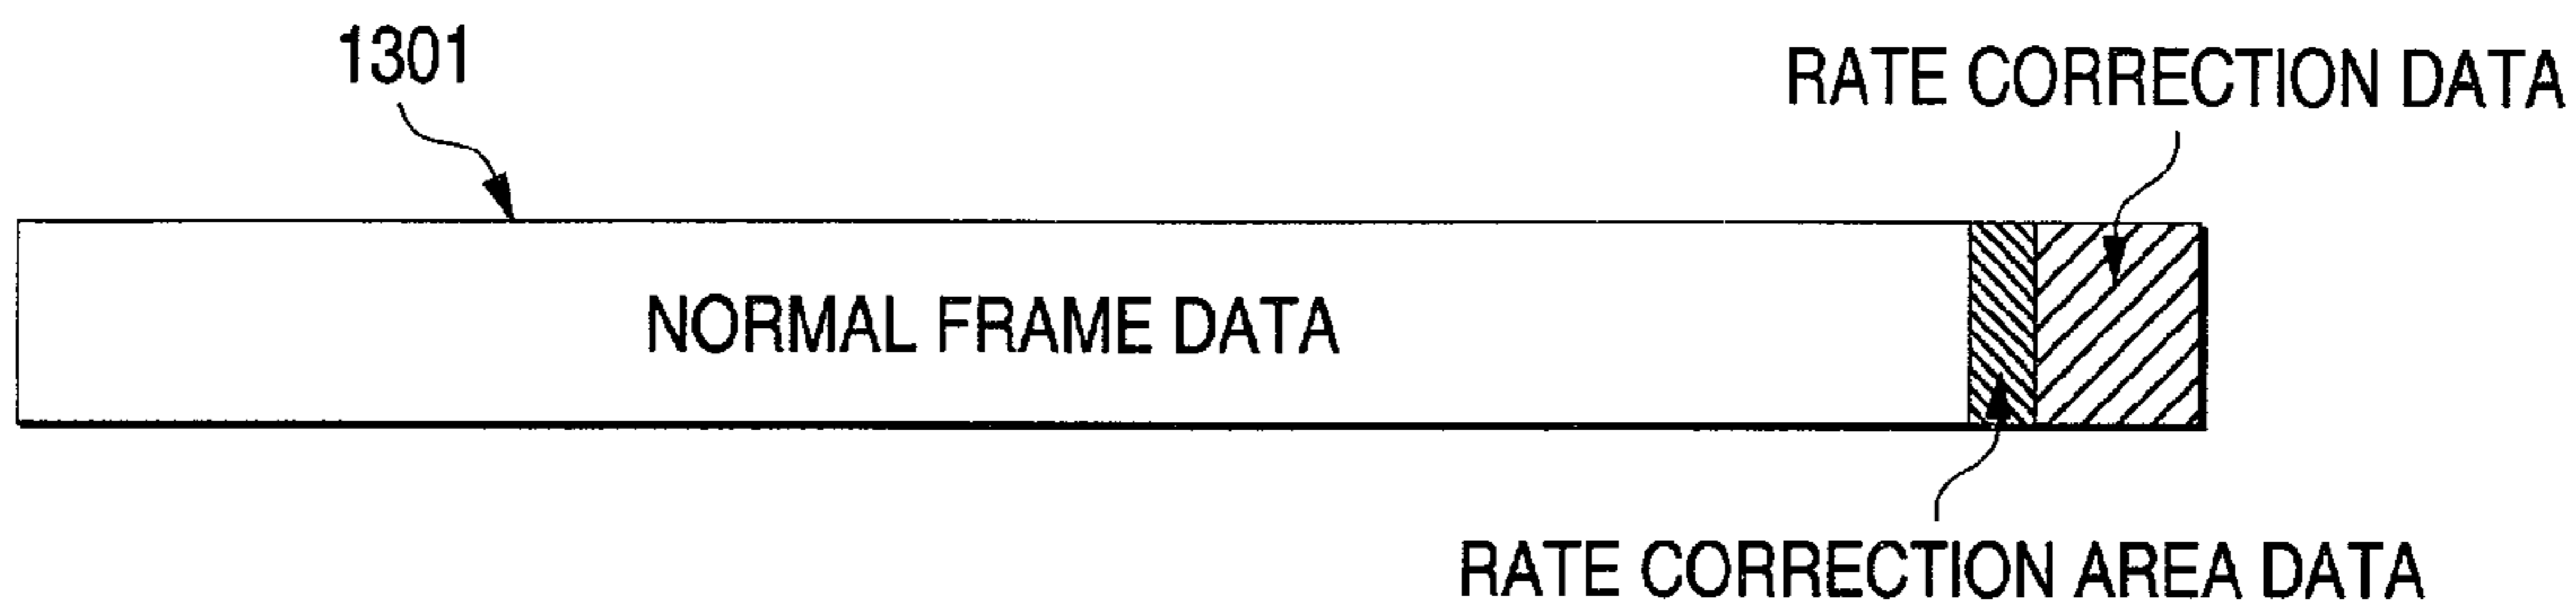 1301
RATE CORRECTION DATA
NORMAL FRAME DATA
RATE CORRECTION AREA DATA